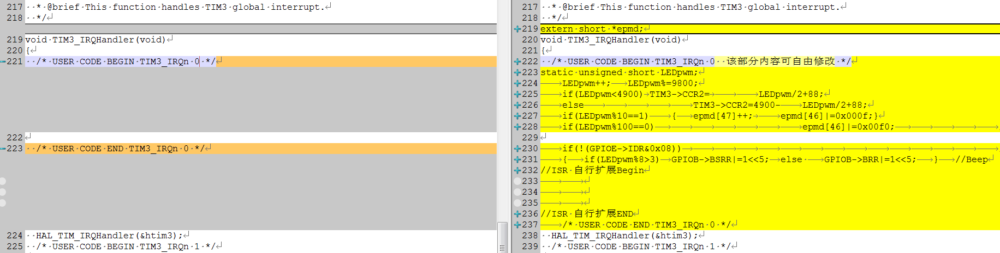 217 * @brief This function handles TIM3 global interrupt.
218 */
219 void TIM3_IRQHandler(void)
220 {
221 /* USER CODE BEGIN TIM3_IRQn 0 */
222
223 /* USER CODE END TIM3_IRQn 0 */
224 HAL_TIM_IRQHandler(&htim3);
225 /* USER CODE BEGIN TIM3_IRQn 1 */
217 * @brief This function handles TIM3 global interrupt.
218 */
219 extern short *epmd;
220 void TIM3_IRQHandler(void)
221 {
222 /* USER CODE BEGIN TIM3_IRQn 0 该部分内容可自由修改 */
223 static unsigned short LEDpwm;
224 LEDpwm++; LEDpwm%=9800;
225 if(LEDpwm<4900) TIM3->CCR2= LEDpwm/2+88;
226 else TIM3->CCR2=4900- LEDpwm/2+88;
227 if(LEDpwm%10==1) { epmd[47]++; epmd[46]|=0x000f;}
228 if(LEDpwm%100==0) epmd[46]|=0x00f0;
229
230 if(!(GPIOE->IDR&0x08))
231 { if(LEDpwm%8>3) GPIOB->BSRR|=1<<5; else GPIOB->BRR|=1<<5; } //Beep
232 //ISR 自行扩展Begin
233
234
235
236 //ISR 自行扩展END
237 /* USER CODE END TIM3_IRQn 0 */
238 HAL_TIM_IRQHandler(&htim3);
239 /* USER CODE BEGIN TIM3_IRQn 1 */